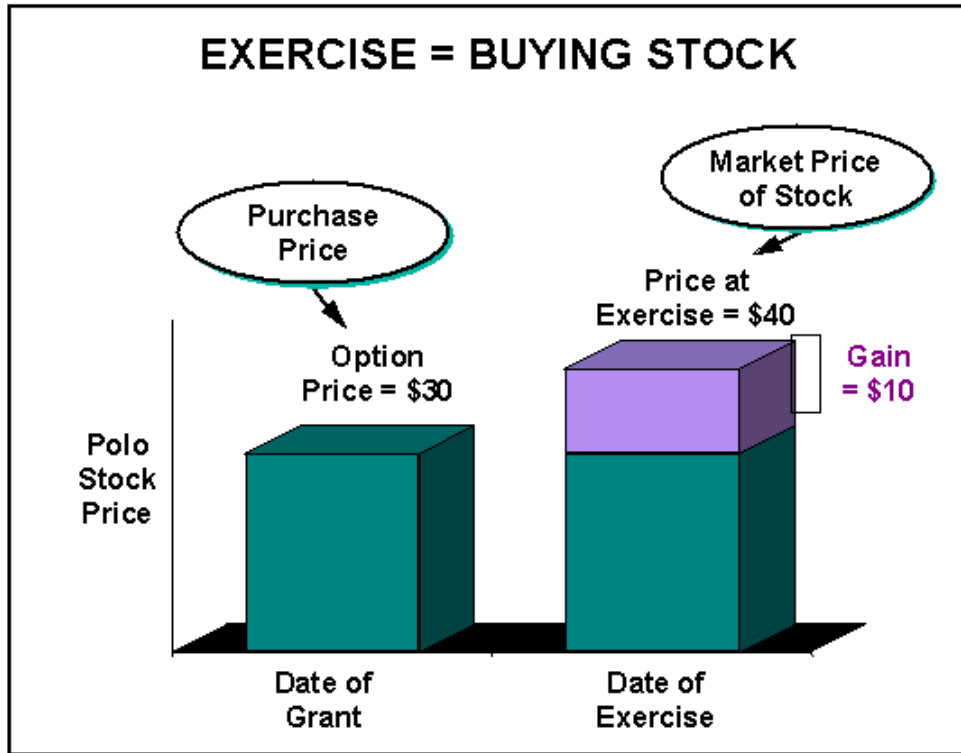 EXERCISE = BUYING STOCK
Market Price
of Stock
Purchase
Price
Price at
Exercise = $40
Option
Price = $30
Gain
= $10
Polo
Stock
Price
Date of
Grant
Date of
Exercise